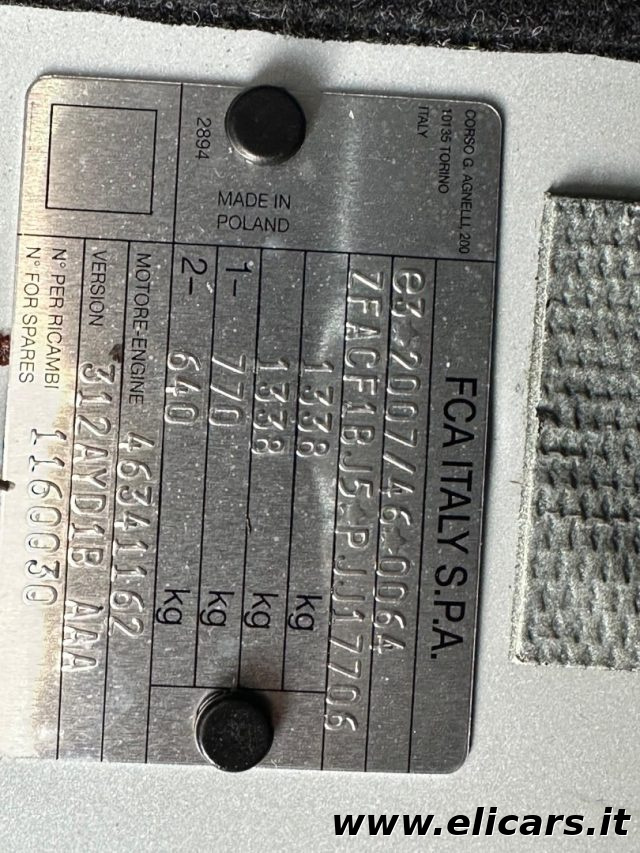 CORSO G. AGNELLI, 200
10135 TORINO
ITALY
MADE IN
POLAND
2894
FCA ITALY S.P.A.
e3*2007/46*0064
ZFACF1BJ5*PJJ17706
1338 kg
1338 kg
1- 770 kg
2- 640 kg
MOTORE-ENGINE 46341162
VERSION 312AYD1B AAA
N° PER RICAMBI
N° FOR SPARES 1160030
www.elicars.it